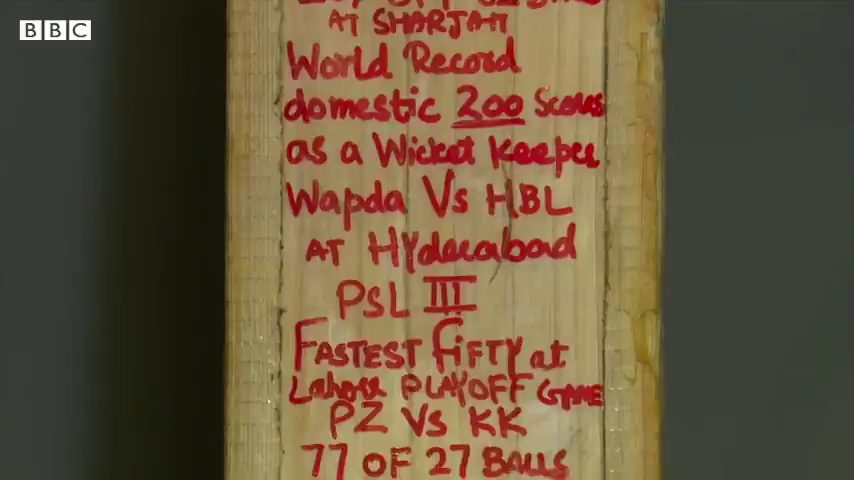 BBC
AT SHARJAH
World Record
domestic 200 Scores
as a Wicket Keeper
Wapda Vs HBL
AT Hyderabad
PSL III
FASTEST FIFTY at
Lahore PLAYOFF GAME
PZ VS KK
77 OF 27 BALLS